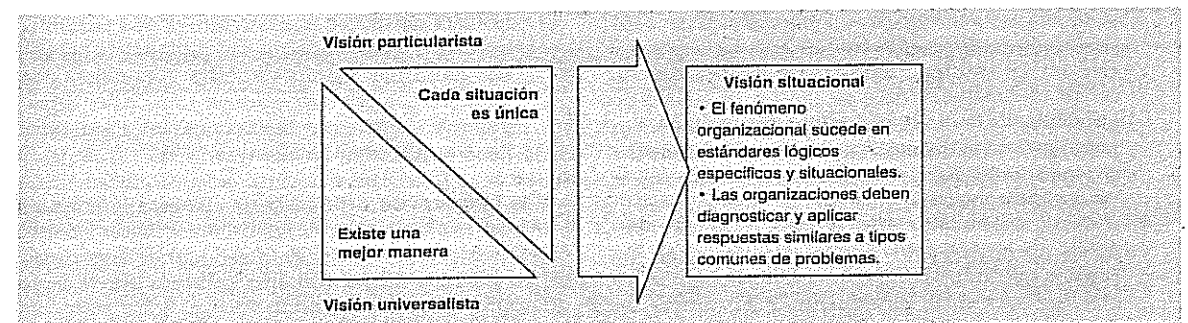 Visión particularista
Cada situación
es única
Existe una
mejor manera
Visión universalista
Visión situacional
• El fenómeno
organizacional sucede en
estándares lógicos
específicos y situacionales.
• Las organizaciones deben
diagnosticar y aplicar
respuestas similares a tipos
comunes de problemas.